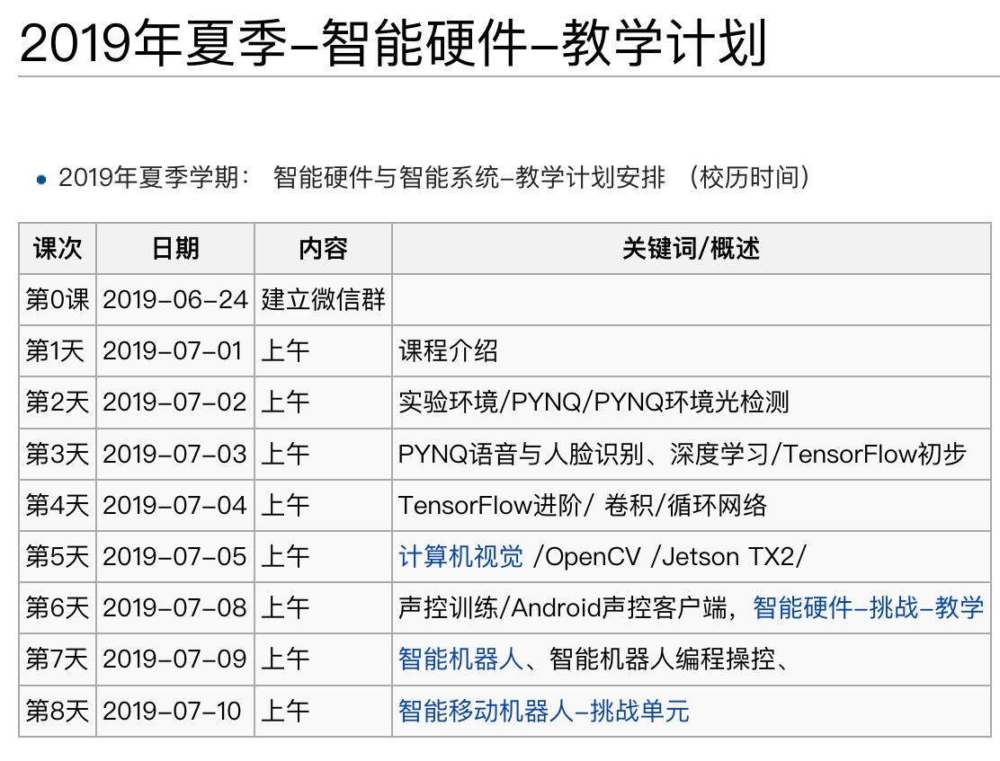 2019年夏季-智能硬件-教学计划
2019年夏季学期： 智能硬件与智能系统-教学计划安排 （校历时间）
课次 日期 内容 关键词/概述
第0课 2019-06-24 建立微信群
第1天 2019-07-01 上午 课程介绍
第2天 2019-07-02 上午 实验环境/PYNQ/PYNQ环境光检测
第3天 2019-07-03 上午 PYNQ语音与人脸识别、深度学习/TensorFlow初步
第4天 2019-07-04 上午 TensorFlow进阶/ 卷积/循环网络
第5天 2019-07-05 上午 计算机视觉 /OpenCV /Jetson TX2/
第6天 2019-07-08 上午 声控训练/Android声控客户端，智能硬件-挑战-教学
第7天 2019-07-09 上午 智能机器人、智能机器人编程操控、
第8天 2019-07-10 上午 智能移动机器人-挑战单元